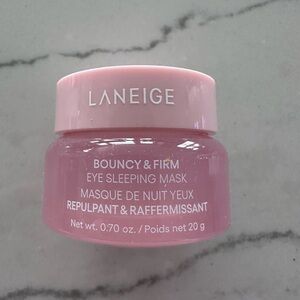 LANEIGE
BOUNCY & FIRM
EYE SLEEPING MASK
MASQUE DE NUIT YEUX
REPULPANT & RAFFERMISSANT
Net wt. 0.70 oz. / Poids net 20 g